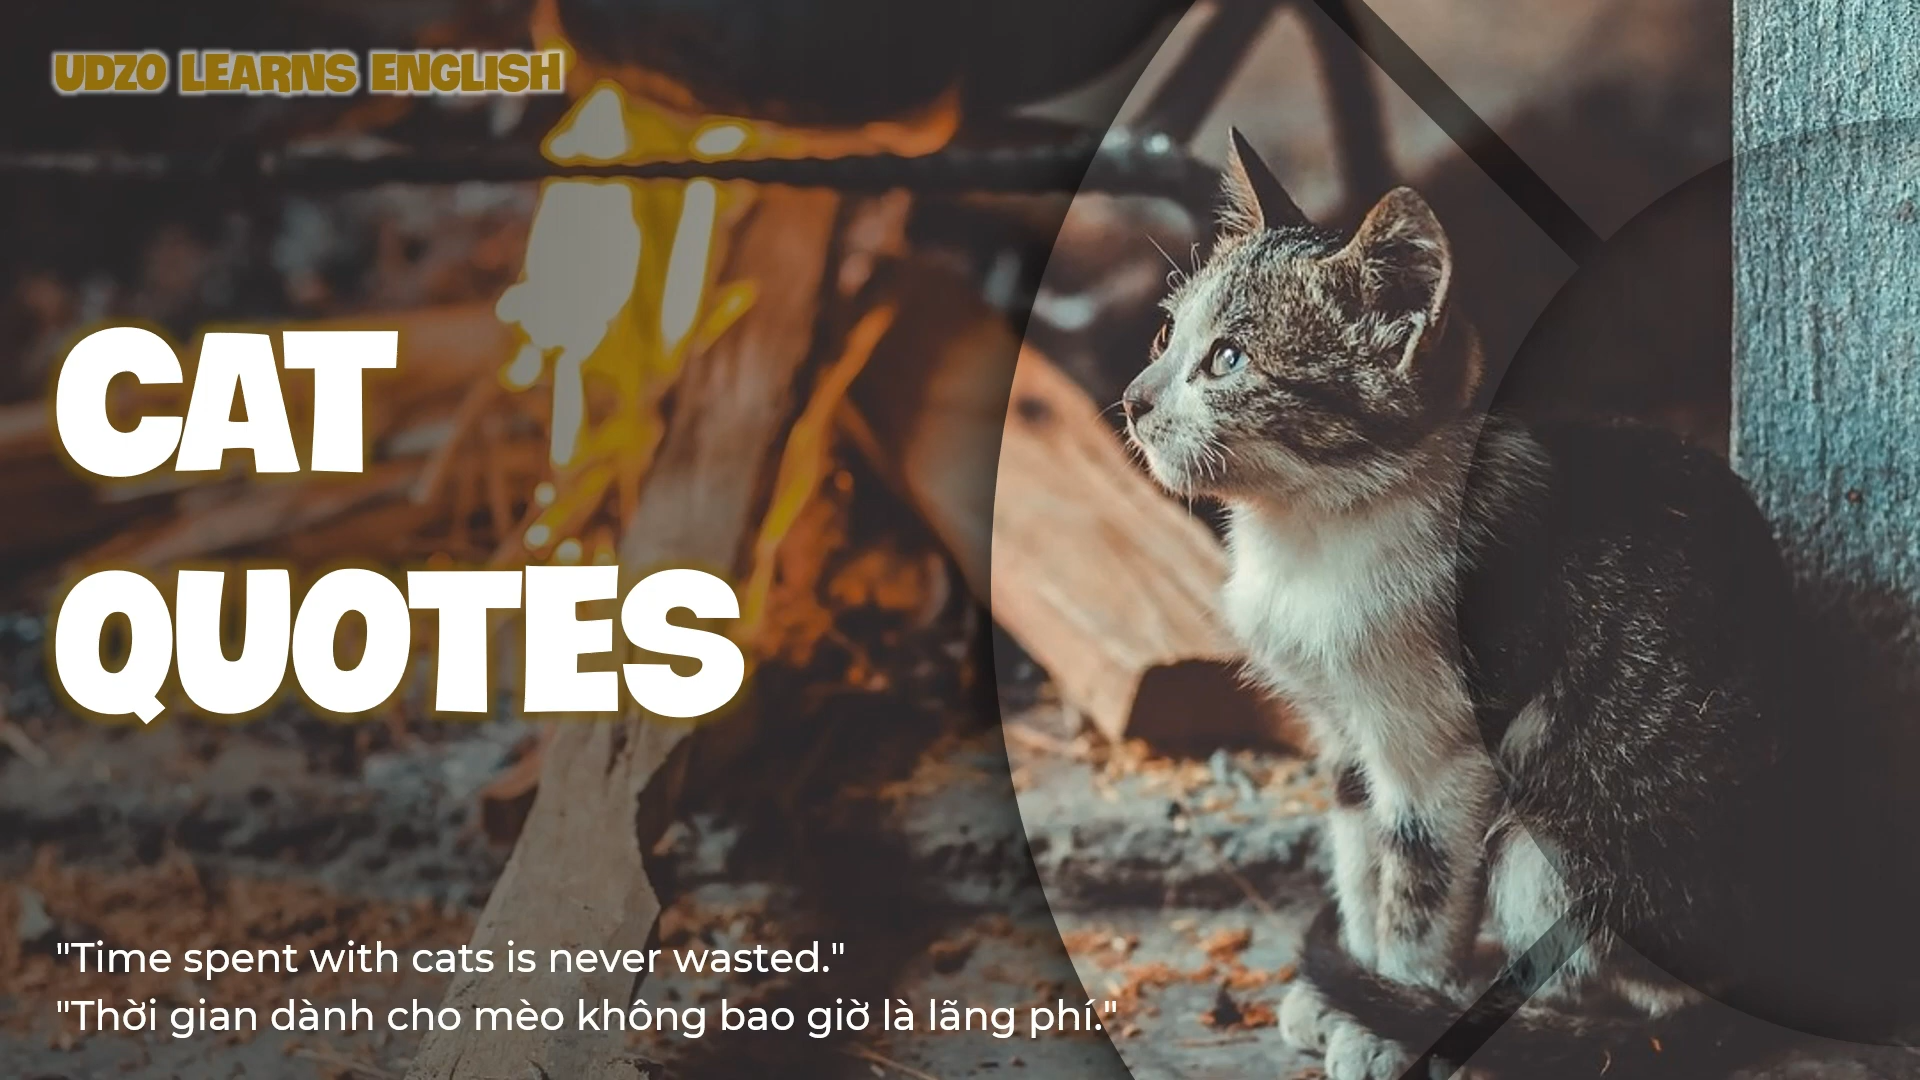 UDZO LEARNS ENGLISH
CAT
QUOTES
"Time spent with cats is never wasted."
"Thời gian dành cho mèo không bao giờ là lãng phí."